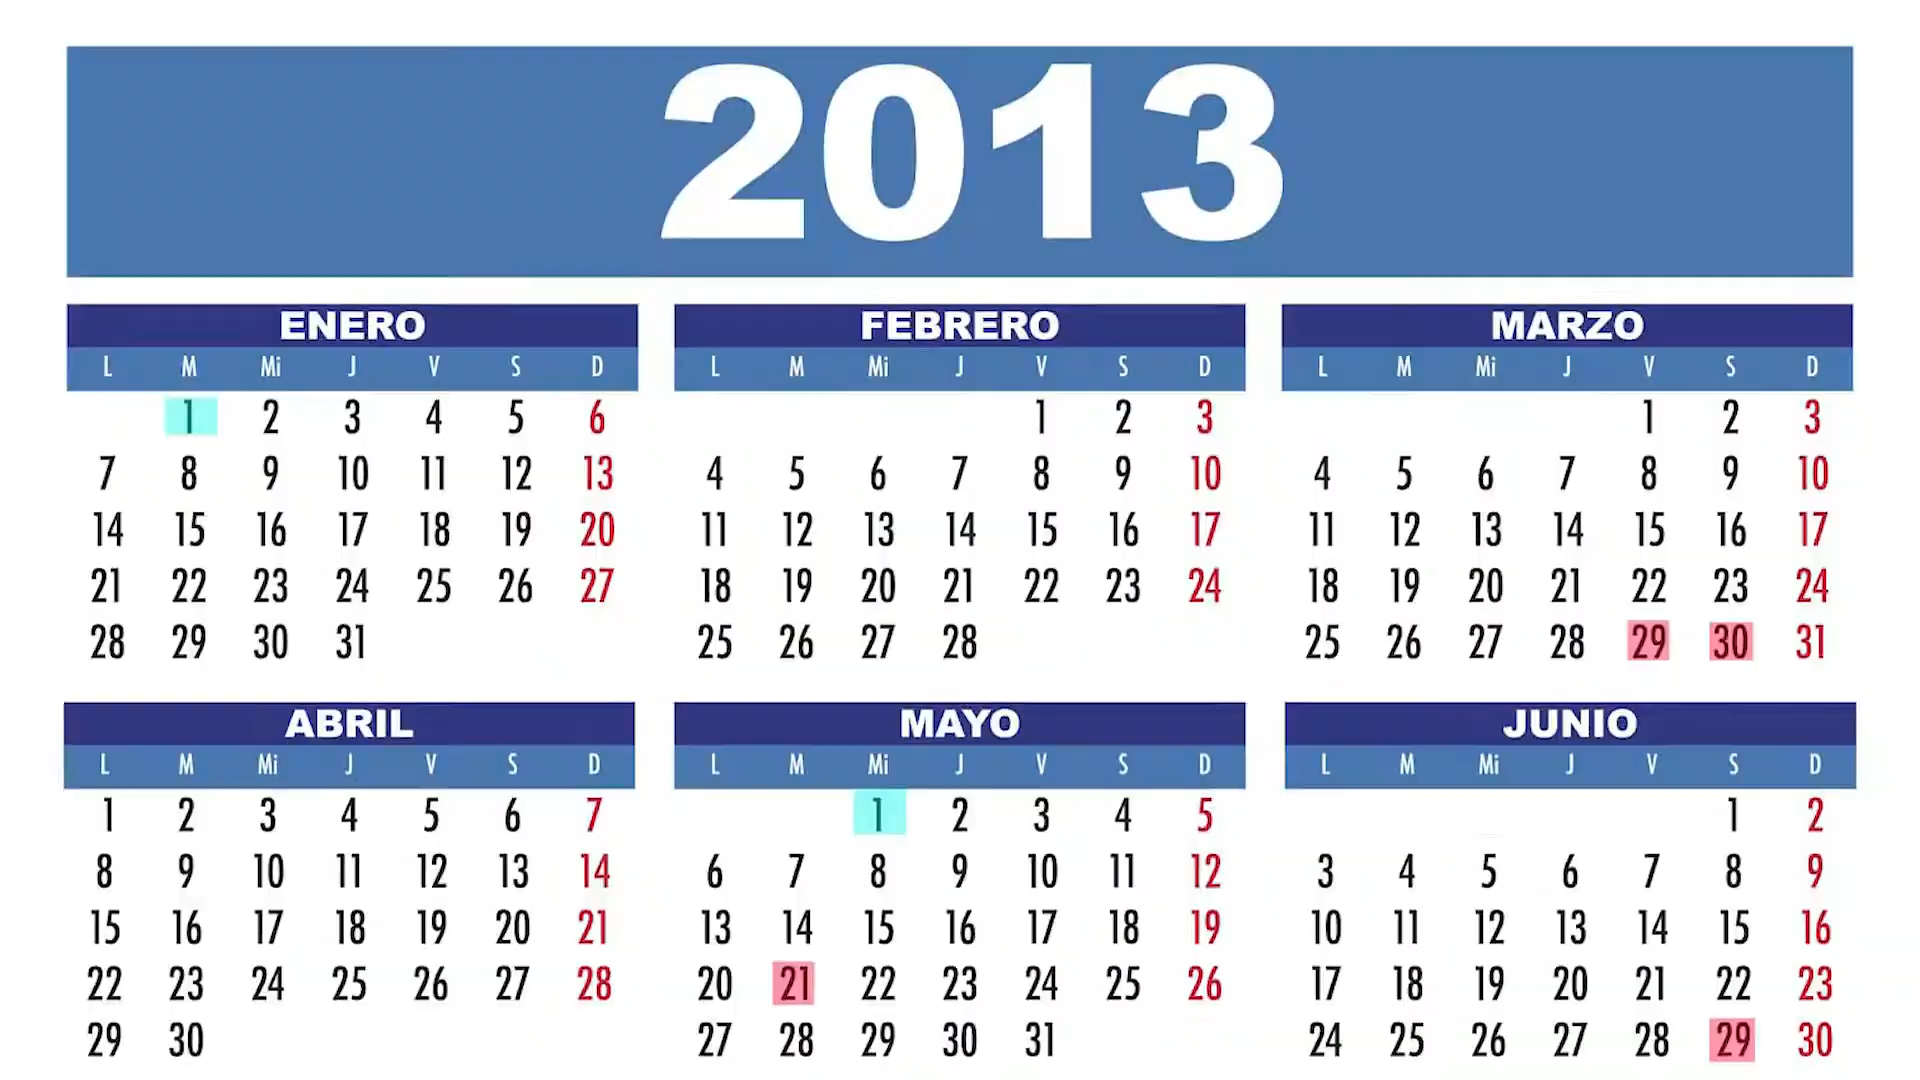 2013
ENERO FEBRERO MARZO
L M Mi J V S D L M Mi J V S D L M Mi J V S D
1 2 3 4 5 6 1 2 3 1 2 3
7 8 9 10 11 12 13 4 5 6 7 8 9 10 4 5 6 7 8 9 10
14 15 16 17 18 19 20 11 12 13 14 15 16 17 11 12 13 14 15 16 17
21 22 23 24 25 26 27 18 19 20 21 22 23 24 18 19 20 21 22 23 24
28 29 30 31 25 26 27 28 25 26 27 28 29 30 31
ABRIL MAYO JUNIO
L M Mi J V S D L M Mi J V S D L M Mi J V S D
1 2 3 4 5 6 7 1 2 3 4 5 1 2
8 9 10 11 12 13 14 6 7 8 9 10 11 12 3 4 5 6 7 8 9
15 16 17 18 19 20 21 13 14 15 16 17 18 19 10 11 12 13 14 15 16
22 23 24 25 26 27 28 20 21 22 23 24 25 26 17 18 19 20 21 22 23
29 30 27 28 29 30 31 24 25 26 27 28 29 30